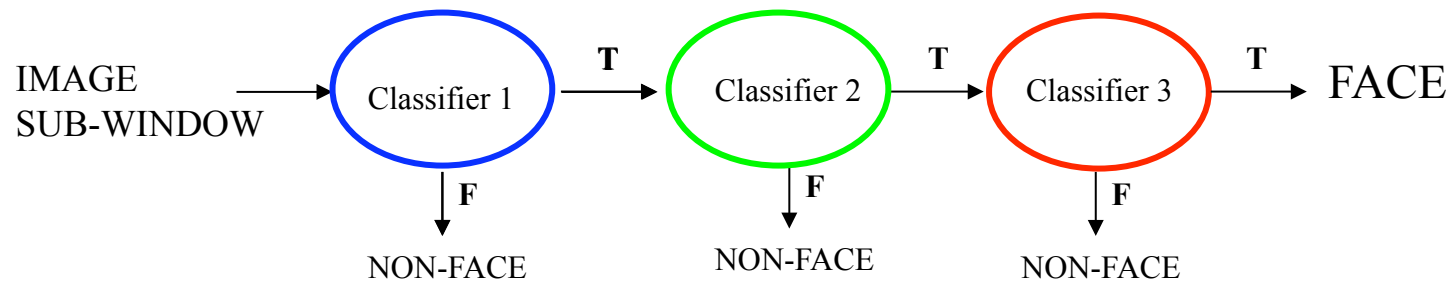 IMAGE
SUB-WINDOW
Classifier 1
T
Classifier 2
T
Classifier 3
T
FACE
F
NON-FACE
F
NON-FACE
F
NON-FACE